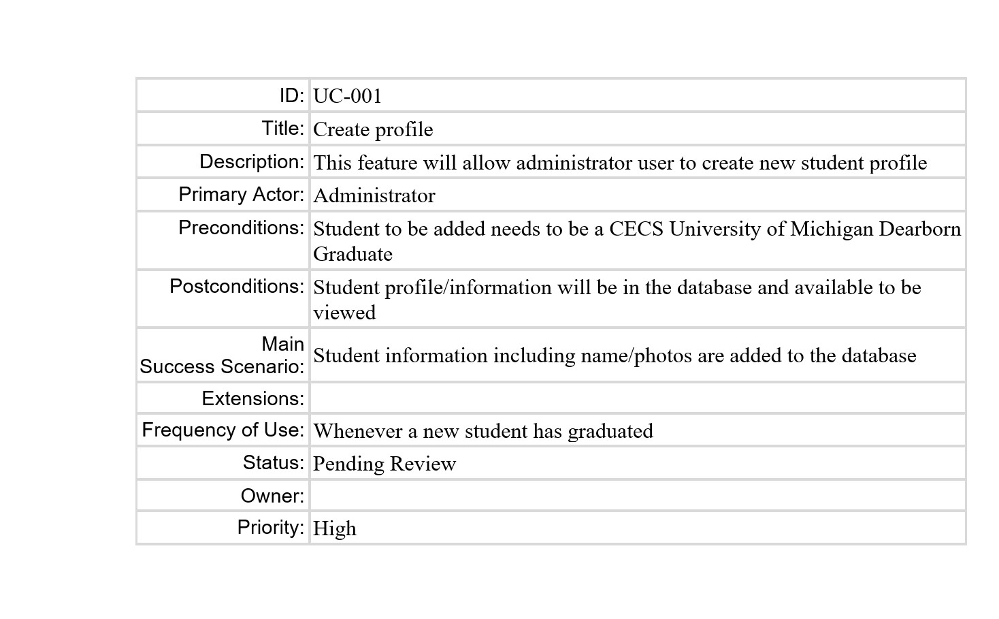 ID: UC-001
Title: Create profile
Description: This feature will allow administrator user to create new student profile
Primary Actor: Administrator
Preconditions: Student to be added needs to be a CECS University of Michigan Dearborn
Graduate
Postconditions: Student profile/information will be in the database and available to be
viewed
Main
Success Scenario: Student information including name/photos are added to the database
Extensions:
Frequency of Use: Whenever a new student has graduated
Status: Pending Review
Owner:
Priority: High